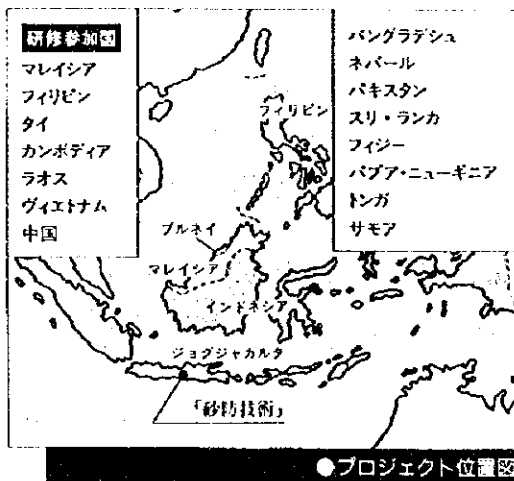 研修参加国
マレイシア
フィリピン
タイ
カンボディア
ラオス
ヴィエトナム
中国
バングラデシュ
ネパール
パキスタン
スリ・ランカ
フィジー
パプア・ニューギニア
トンガ
サモア
フィリピン
ブルネイ
マレイシア
インドネシア
ジョグジャカルタ
「砂防技術」
●プロジェクト位置図